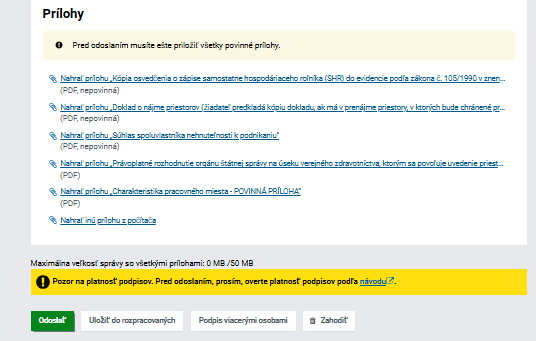 Prílohy
Pred odoslaním musíte ešte priložiť všetky povinné prílohy.
Nahrať prílohu „Kópia osvedčenia o zápise samostatne hospodáriaceho roľníka (SHR) do evidencie podľa zákona č. 105/1990 v znen...
(PDF, nepovinná)
Nahrať prílohu „Doklad o nájme priestorov (žiadateľ predkladá kópiu dokladu, ak má v prenájme priestory, v ktorých bude chránené pr...
(PDF, nepovinná)
Nahrať prílohu „Súhlas spoluvlastníka nehnuteľnosti k podnikaniu“
(PDF, nepovinná)
Nahrať prílohu „Právoplatné rozhodnutie orgánu štátnej správy na úseku verejného zdravotníctva, ktorým sa povoľuje uvedenie priest...
(PDF)
Nahrať prílohu „Charakteristika pracovného miesta - POVINNÁ PRÍLOHA“
(PDF)
Nahrať inú prílohu z počítača
Maximálna veľkosť správy so všetkými prílohami: 0 MB /50 MB
Pozor na platnosť podpisov. Pred odoslaním, prosím, overte platnosť podpisov podľa návodu.
Odoslať Uložiť do rozpracovaných Podpis viacerými osobami Zahodiť